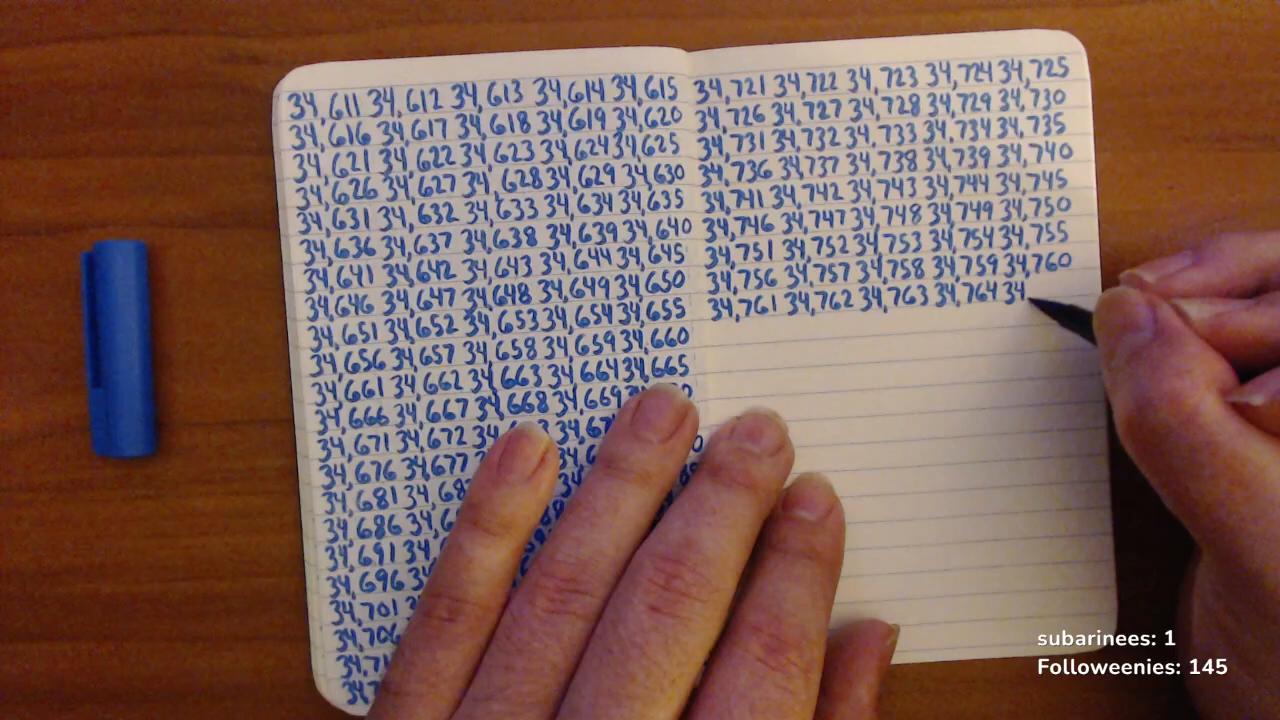 34,611 34,612 34,613 34,614 34,615
34,616 34,617 34,618 34,619 34,620
34,621 34,622 34,623 34,624 34,625
34,626 34,627 34,628 34,629 34,630
34,631 34,632 34,633 34,634 34,635
34,636 34,637 34,638 34,639 34,640
34,641 34,642 34,643 34,644 34,645
34,646 34,647 34,648 34,649 34,650
34,651 34,652 34,653 34,654 34,655
34,656 34,657 34,658 34,659 34,660
34,661 34,662 34,663 34,664 34,665
34,666 34,667 34,668 34,669
34,671 34,672
34,676 34,677
34,681
34,686
34,691
34,696
34,701
34,706
34,721 34,722 34,723 34,724 34,725
34,726 34,727 34,728 34,729 34,730
34,731 34,732 34,733 34,734 34,735
34,736 34,737 34,738 34,739 34,740
34,741 34,742 34,743 34,744 34,745
34,746 34,747 34,748 34,749 34,750
34,751 34,752 34,753 34,754 34,755
34,756 34,757 34,758 34,759 34,760
34,761 34,762 34,763 34,764 34
subarinees: 1
Followeenies: 145